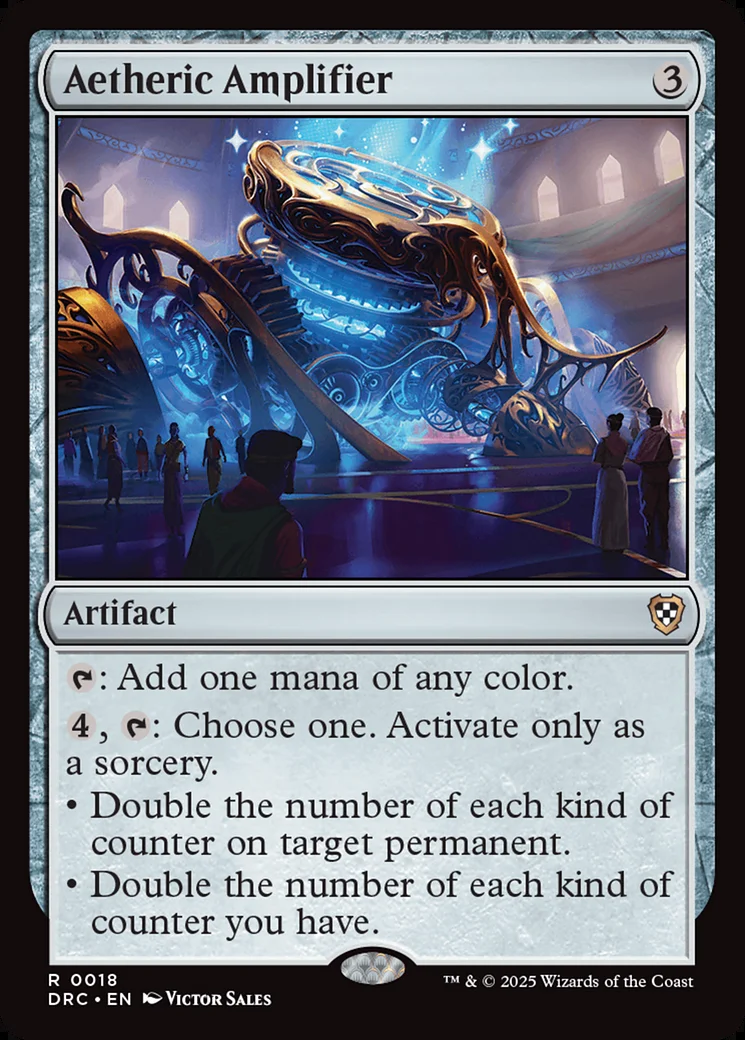 Aetheric Amplifier 3
Artifact
: Add one mana of any color.
4, : Choose one. Activate only as
a sorcery.
• Double the number of each kind of
counter on target permanent.
• Double the number of each kind of
counter you have.
R 0018
DRC • EN VICTOR SALES
™ & © 2025 Wizards of the Coast